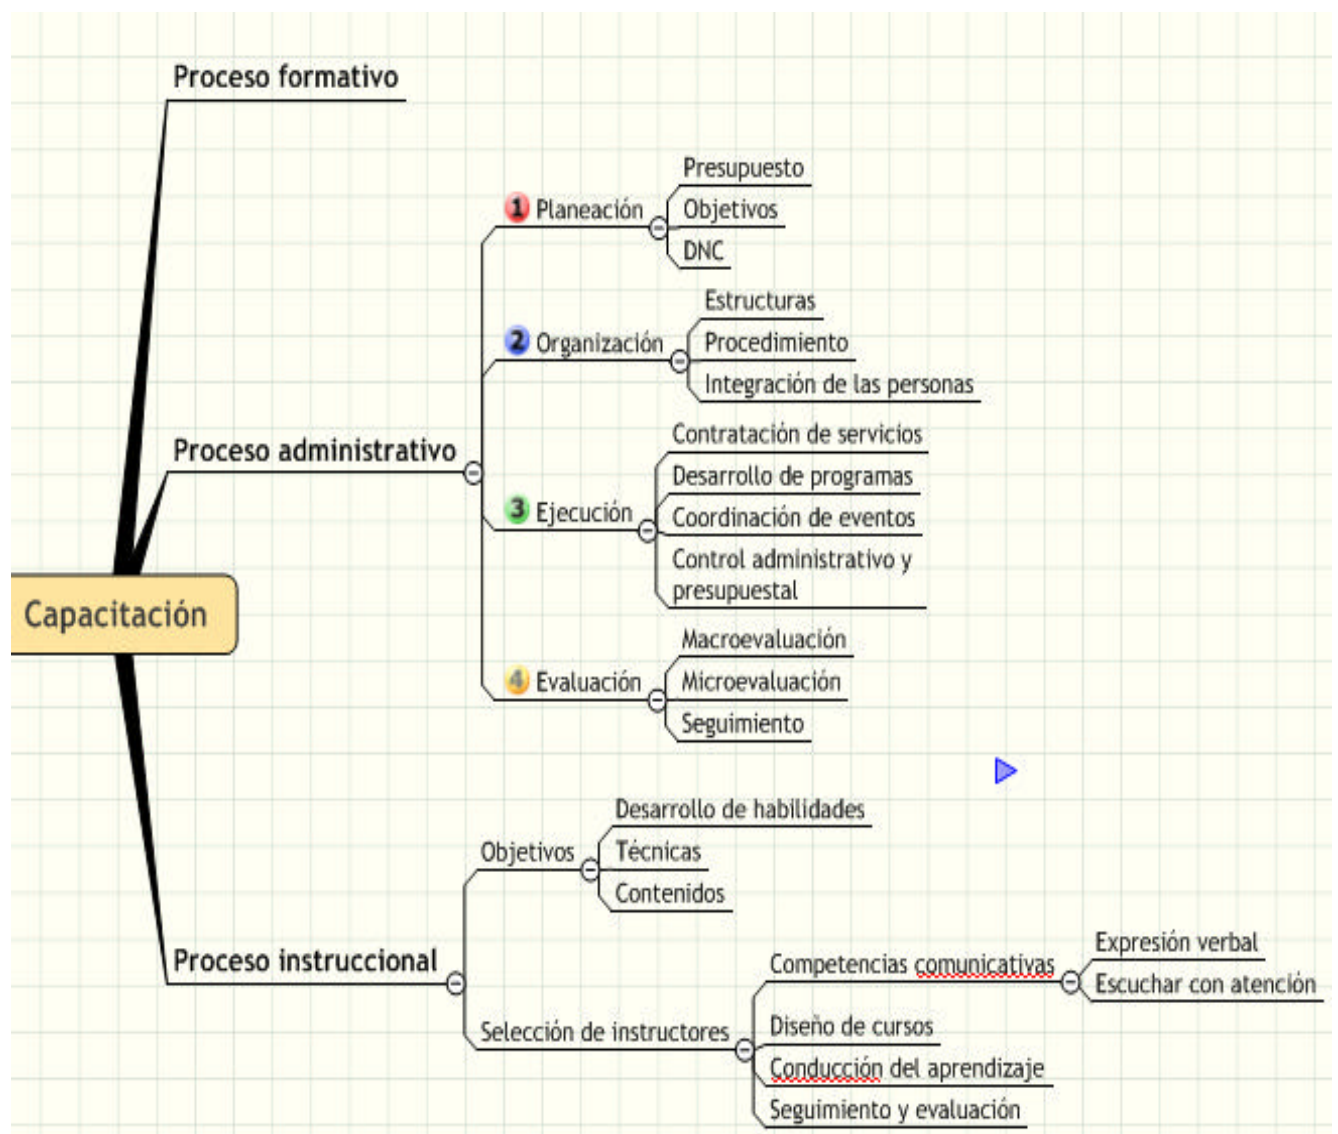 Proceso formativo
Presupuesto
1 Planeación
Objetivos
DNC
Estructuras
2 Organización
Procedimiento
Integración de las personas
Proceso administrativo
Contratación de servicios
Desarrollo de programas
3 Ejecución
Coordinación de eventos
Control administrativo y
presupuestal
Capacitación
Macroevaluación
4 Evaluación
Microevaluación
Seguimiento
Desarrollo de habilidades
Objetivos
Técnicas
Contenidos
Proceso instruccional
Expresión verbal
Competencias comunicativas
Escuchar con atención
Selección de instructores
Diseño de cursos
Conducción del aprendizaje
Seguimiento y evaluación